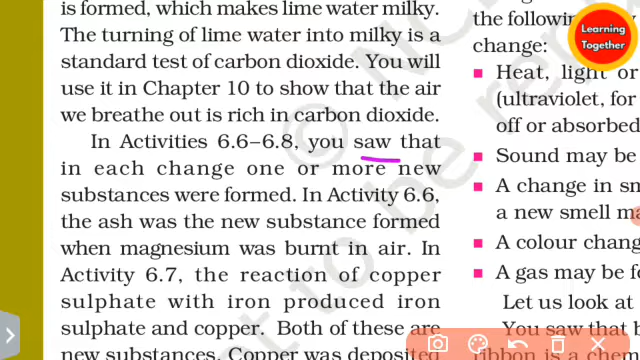 is formed, which makes lime water milky.
The turning of lime water into milky is a
standard test of carbon dioxide. You will
use it in Chapter 10 to show that the air
we breathe out is rich in carbon dioxide.
In Activities 6.6–6.8, you saw that
in each change one or more new
substances were formed. In Activity 6.6,
the ash was the new substance formed
when magnesium was burnt in air. In
Activity 6.7, the reaction of copper
sulphate with iron produced iron
sulphate and copper. Both of these are
new substances. Copper was deposited
the following
change:
Heat, light or
(ultraviolet, for
off or absorbed
Sound may be
A change in
a new smell
A colour
A gas may be
Let us look at
You saw that
ribbon is a
Learning
Together